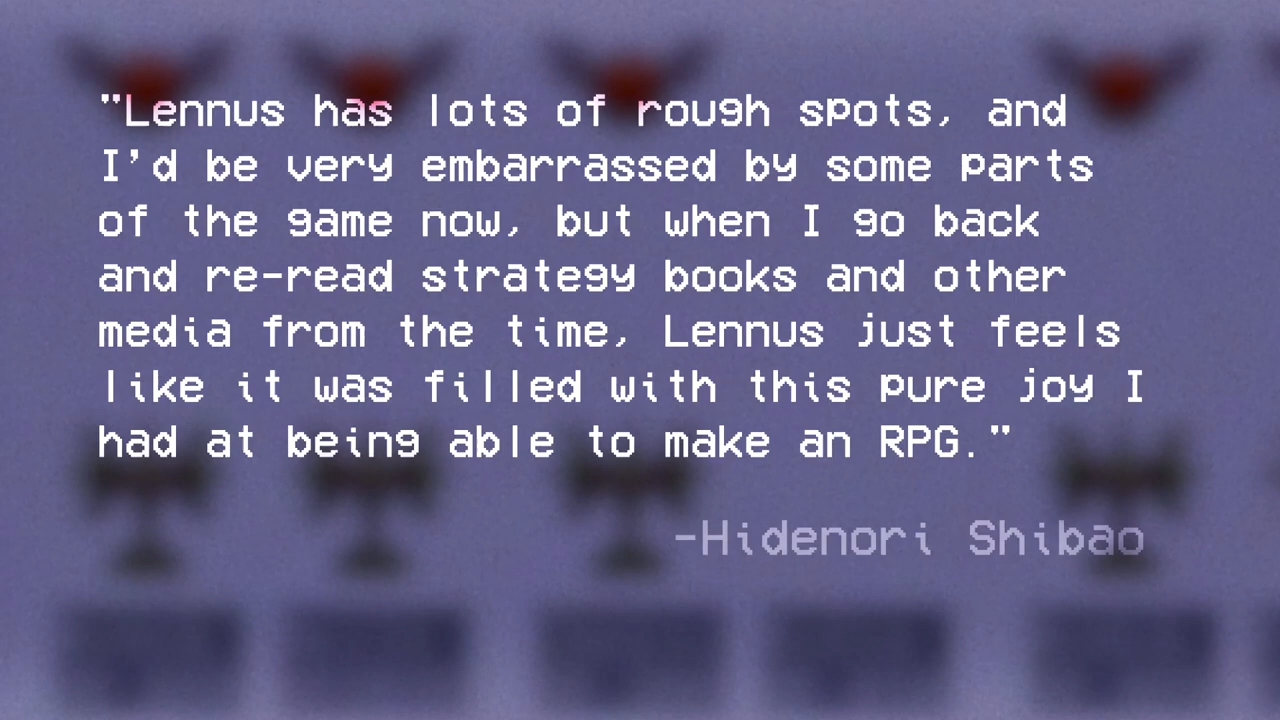 "Lennus has lots of rough spots, and
I'd be very embarrassed by some parts
of the game now, but when I go back
and re-read strategy books and other
media from the time, Lennus just feels
like it was filled with this pure joy I
had at being able to make an RPG."
-Hidenori Shibao